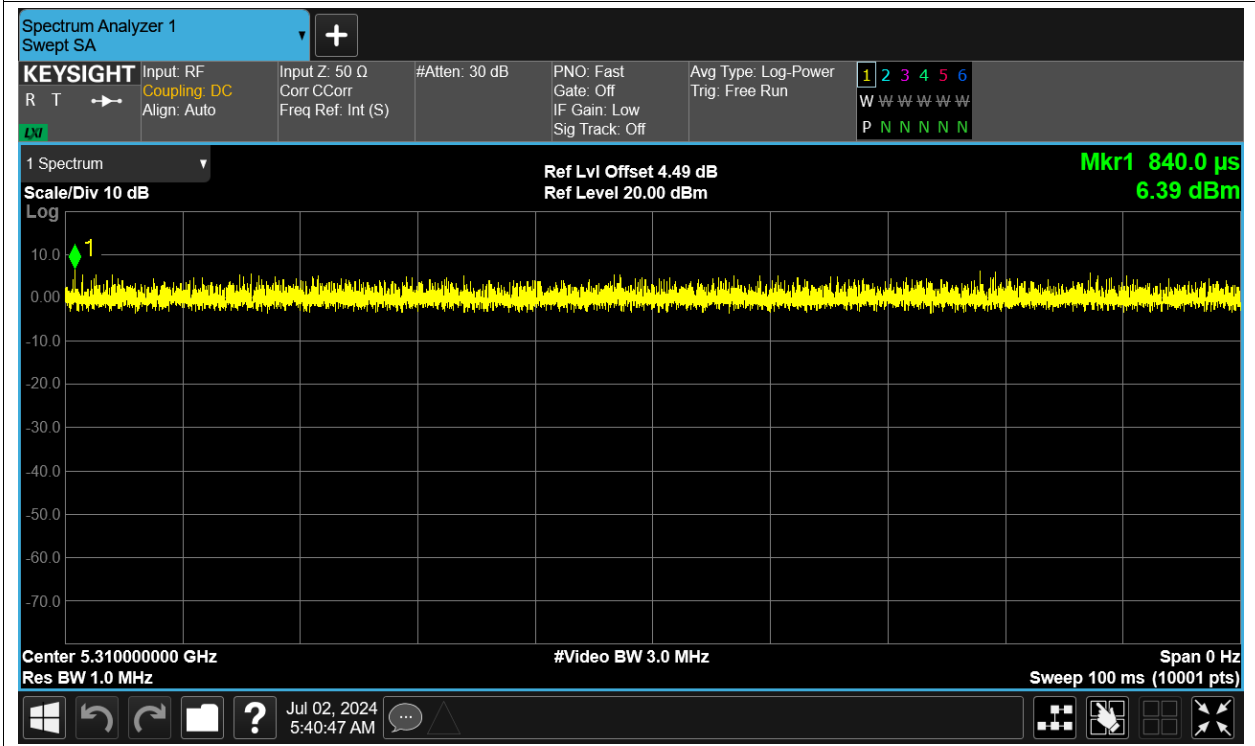 Spectrum Analyzer 1
Swept SA
+
KEYSIGHT
R T
LXI
Input: RF
Coupling: DC
Align: Auto
Input Z: 50 Ω
Corr CCorr
Freq Ref: Int (S)
#Atten: 30 dB
PNO: Fast
Gate: Off
IF Gain: Low
Sig Track: Off
Avg Type: Log-Power
Trig: Free Run
1 2 3 4 5 6
W W W W W W
P N N N N N
1 Spectrum
Scale/Div 10 dB
Log
Ref Lvl Offset 4.49 dB
Ref Level 20.00 dBm
Mkr1 840.0 µs
6.39 dBm
1
10.0
0.00
-10.0
-20.0
-30.0
-40.0
-50.0
-60.0
-70.0
Center 5.310000000 GHz
Res BW 1.0 MHz
#Video BW 3.0 MHz
Span 0 Hz
Sweep 100 ms (10001 pts)
?
Jul 02, 2024
5:40:47 AM